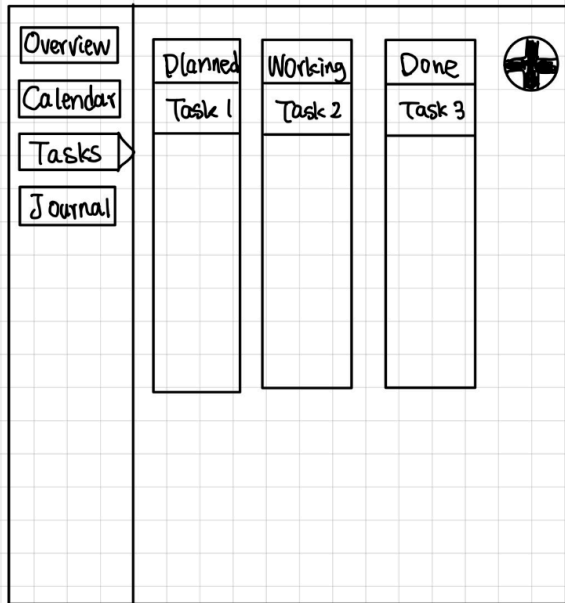 Overview
Calendar
Tasks
Journal
Planned
Working
Done
Task 1
Task 2
Task 3